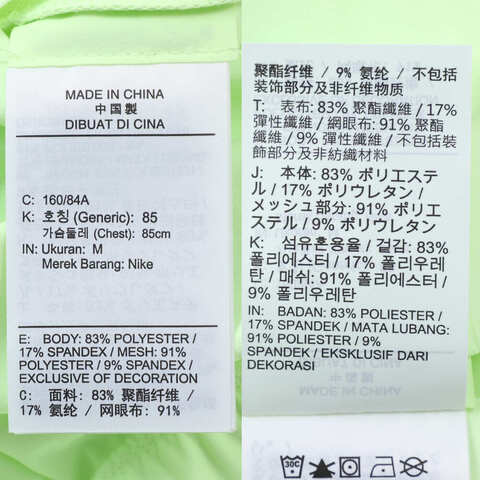 MADE IN CHINA
中國製
DIBUAT DI CINA
C: 160/84A
K: 호칭 (Generic): 85
가슴둘레 (Chest): 85cm
IN: Ukuran: M
Merek Barang: Nike
E: BODY: 83% POLYESTER /
17% SPANDEX / MESH: 91%
POLYESTER / 9% SPANDEX /
EXCLUSIVE OF DECORATION
C: 面料: 83% 聚酯纤维 /
17% 氨纶 / 网眼布: 91%
聚酯纤维 / 9% 氨纶 / 不包括
装饰部分及非纤维物质
T: 表布: 83% 聚酯纖維 / 17%
彈性纖維 / 網眼布: 91% 聚酯
纖維 / 9% 彈性纖維 / 不包括裝
飾部分及非紡織材料
J: 本体: 83% ポリエステ
ル / 17% ポリウレタン /
メッシュ部分: 91% ポリエ
ステル / 9% ポリウレタン
K: 섬유혼용율 / 겉감: 83%
폴리에스터 / 17% 폴리우레
탄 / 매쉬: 91% 폴리에스터 /
9% 폴리우레탄
IN: BADAN: 83% POLIESTER /
17% SPANDEK / MATA LUBANG:
91% POLIESTER / 9%
SPANDEK / EKSKLUSIF DARI
DEKORASI
MADE IN CHINA
30C